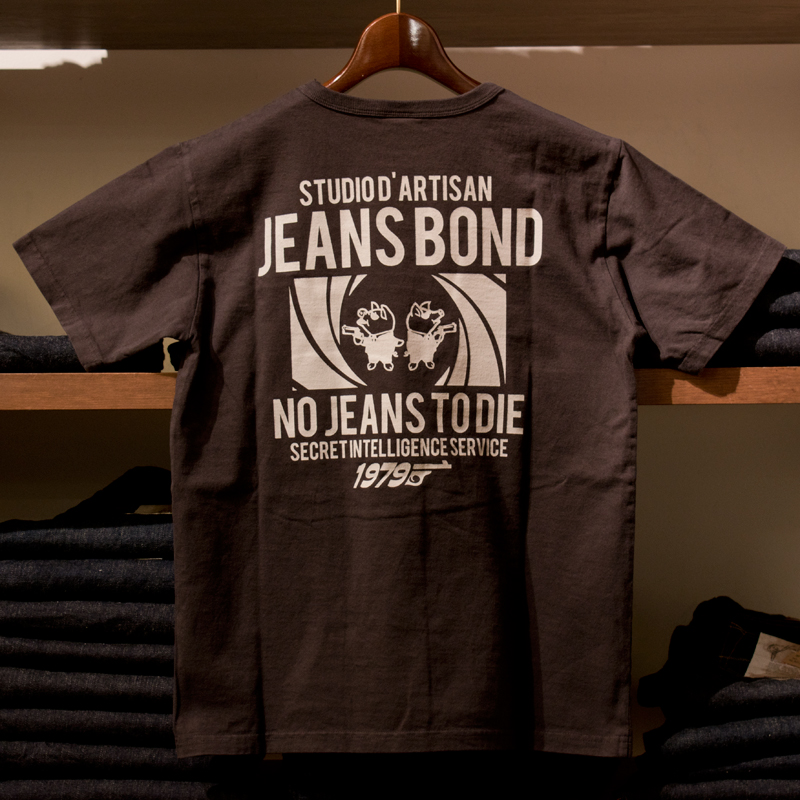 STUDIO D'ARTISAN
JEANS BOND
NO JEANS TO DIE
SECRET INTELLIGENCE SERVICE
1979